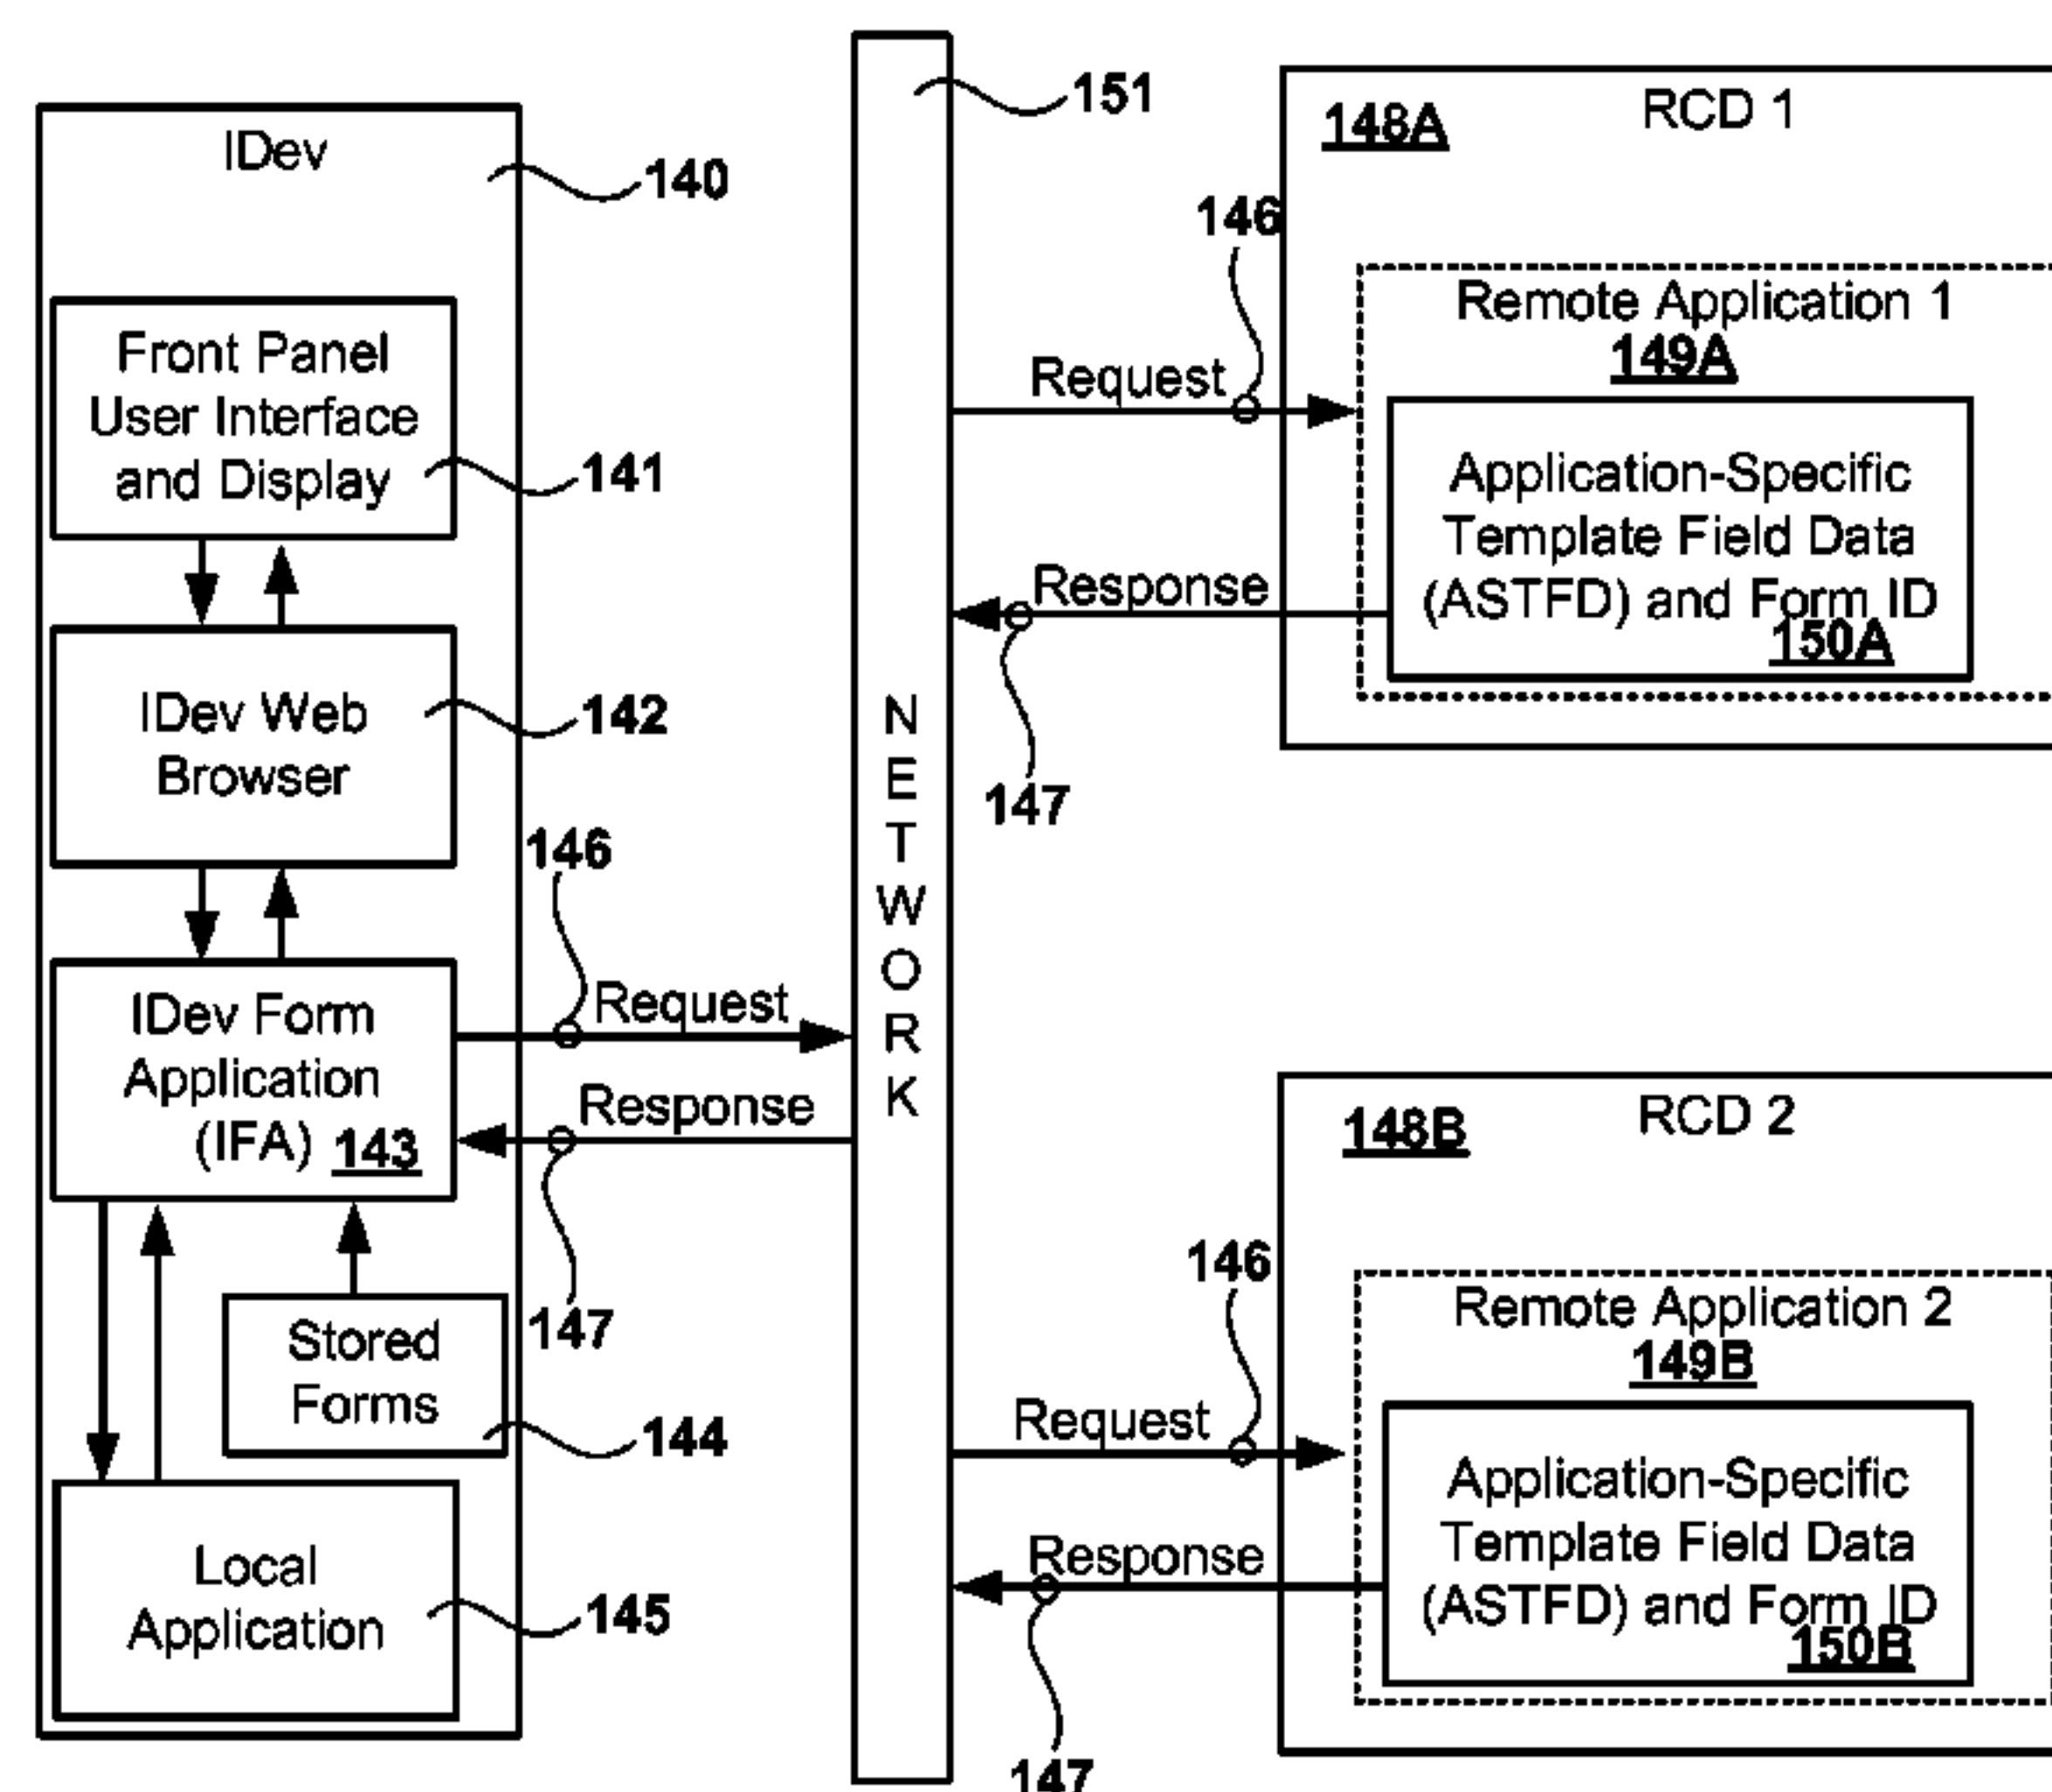 IDev
140
Front Panel
User Interface
and Display
141
IDev Web
Browser
142
146
IDev Form
Application
(IFA) 143
Request
Response
147
Stored
Forms
144
Local
Application
145
151
NETWORK
148A
RCD 1
146
Remote Application 1
149A
Request
Application-Specific
Template Field Data
(ASTFD) and Form ID
150A
Response
147
148B
RCD 2
146
Remote Application 2
149B
Request
Application-Specific
Template Field Data
(ASTFD) and Form ID
150B
Response
147